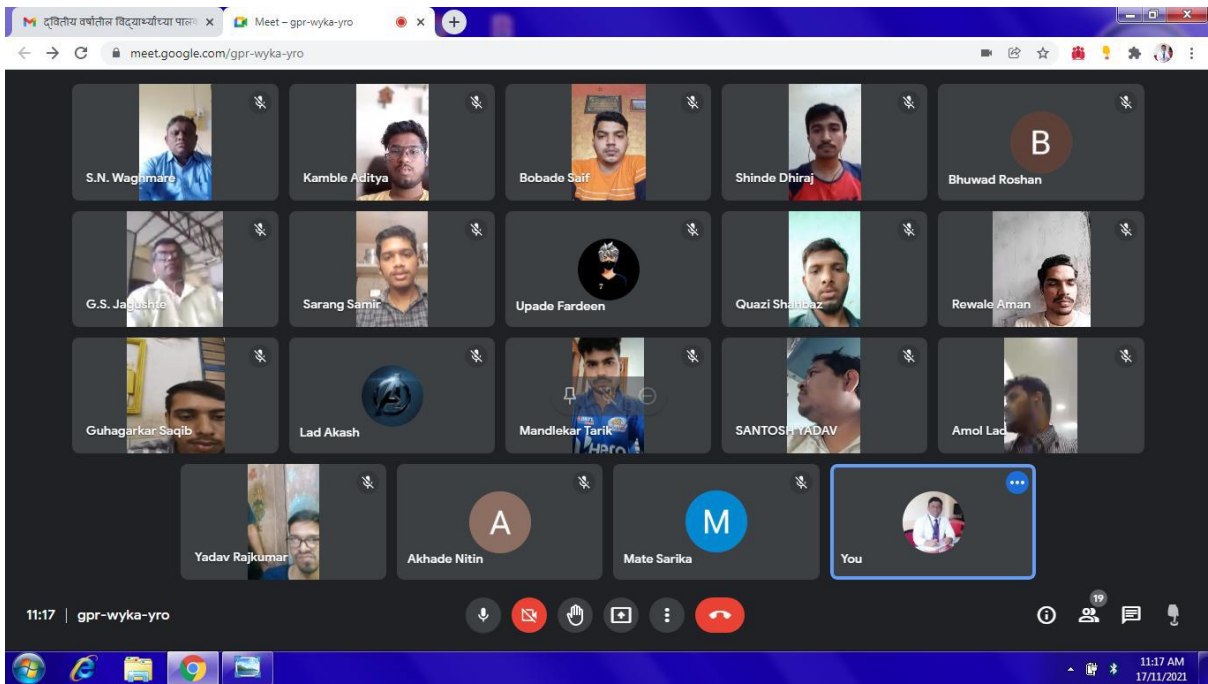 द्वितीय वर्षातील विद्यार्थ्यांच्या पाल
Meet – gpr-wyka-yro
meet.google.com/gpr-wyka-yro
S.N. Waghmare
Kamble Aditya
Bobade Saif
Shinde Dhiraj
B
Bhuwad Roshan
G.S. Jagushte
Sarang Samir
Upade Fardeen
Quazi Shahbaz
Rewale Aman
Guhagarkar Saqib
Lad Akash
Mandlekar Tarik
SANTOSH YADAV
Amol Lad
Yadav Rajkumar
A
Akhade Nitin
M
Mate Sarika
You
11:17 | gpr-wyka-yro
19
11:17 AM
17/11/2021